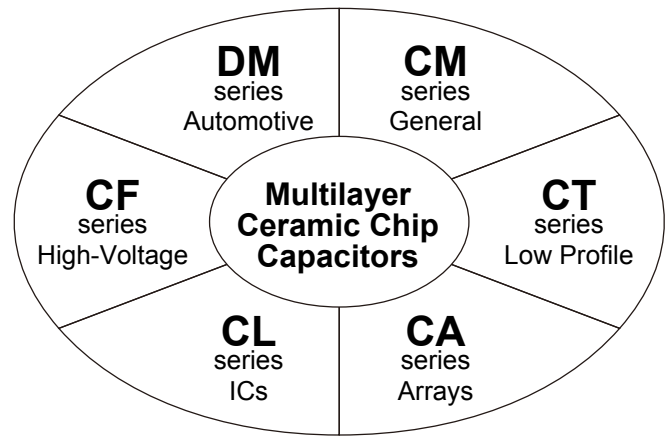 DM
series
Automotive
CM
series
General
CF
series
High-Voltage
Multilayer
Ceramic Chip
Capacitors
CT
series
Low Profile
CL
series
ICs
CA
series
Arrays